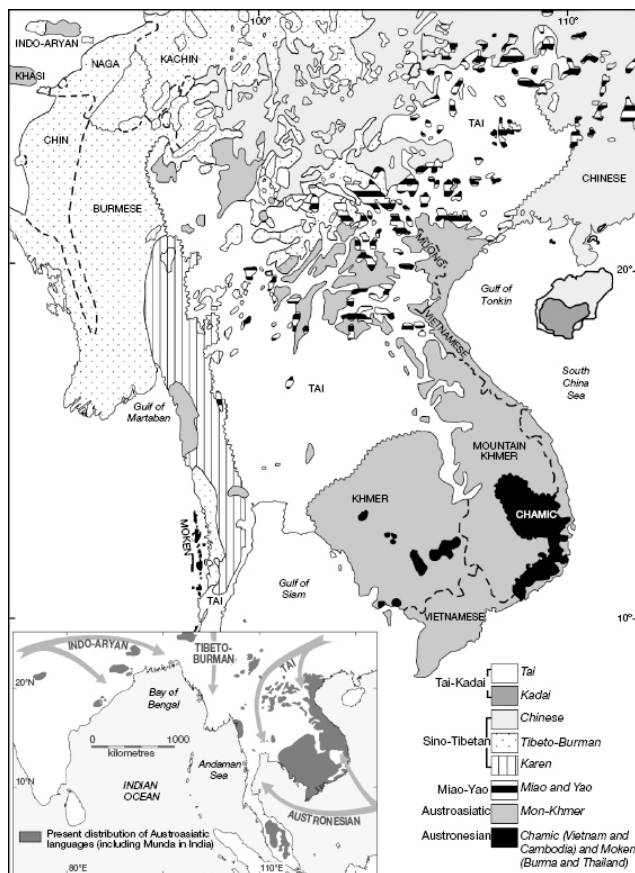 100°
110°
INDO-ARYAN
NAGA
KACHIN
KHASI
CHIN
TAI
CHINESE
BURMESE
MUONG
20°
Gulf of
Tonkin
VIETNAMESE
South
China
Sea
TAI
Gulf of
Martaban
MOUNTAIN
KHMER
KHMER
CHAMIC
MOKEN
Gulf of
Siam
TAI
10°
VIETNAMESE
INDO-ARYAN
TIBETO-
BURMAN
TAI
20°N
Bay of
Bengal
0 1000
kilometres
Andaman
Sea
10°N
INDIAN
OCEAN
AUSTRONESIAN
Present distribution of Austroasiatic
languages (including Munda in India)
80°E
110°E
Tai-Kadai
Tai
Kadai
Sino-Tibetan
Chinese
Tibeto-Burman
Karen
Miao-Yao Miao and Yao
Austroasiatic Mon-Khmer
Austronesian Chamic (Vietnam and
Cambodia) and Moken
(Burma and Thailand)